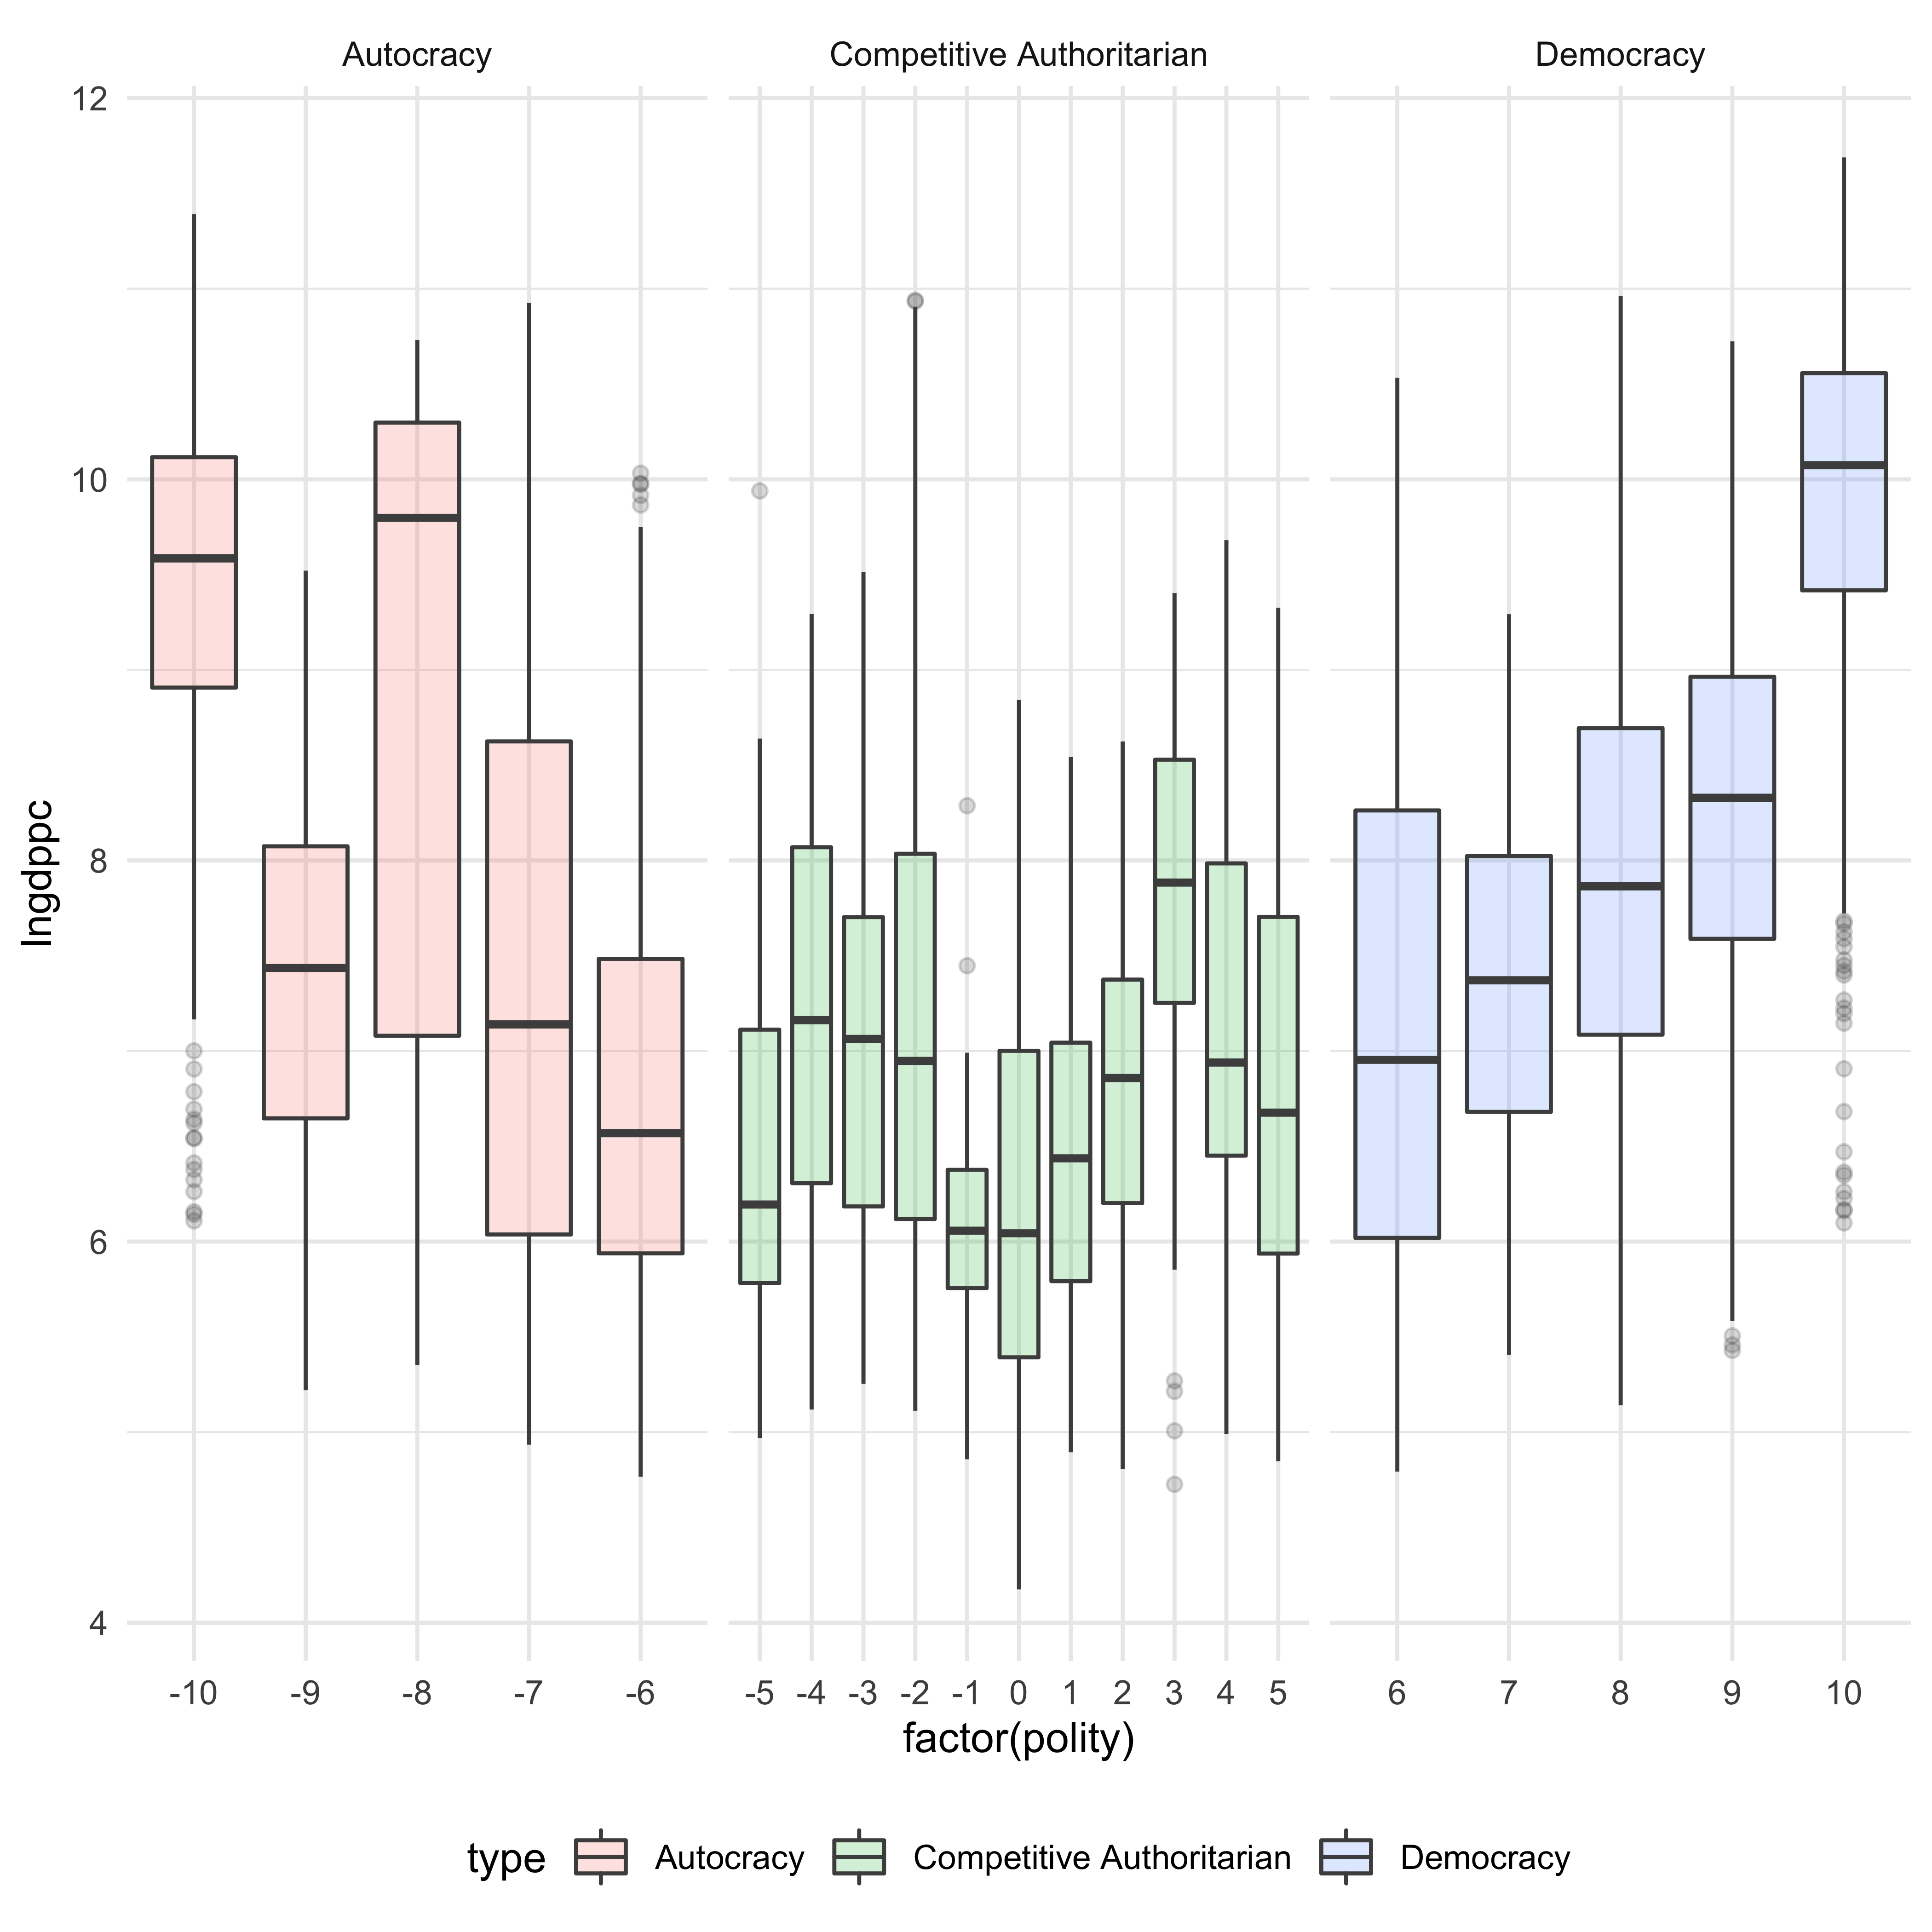 Autocracy Competitive Authoritarian Democracy
12
10
8
6
4
lngdppc
-10 -9 -8 -7 -6 -5 -4 -3 -2 -1 0 1 2 3 4 5 6 7 8 9 10
factor(polity)
type Autocracy Competitive Authoritarian Democracy